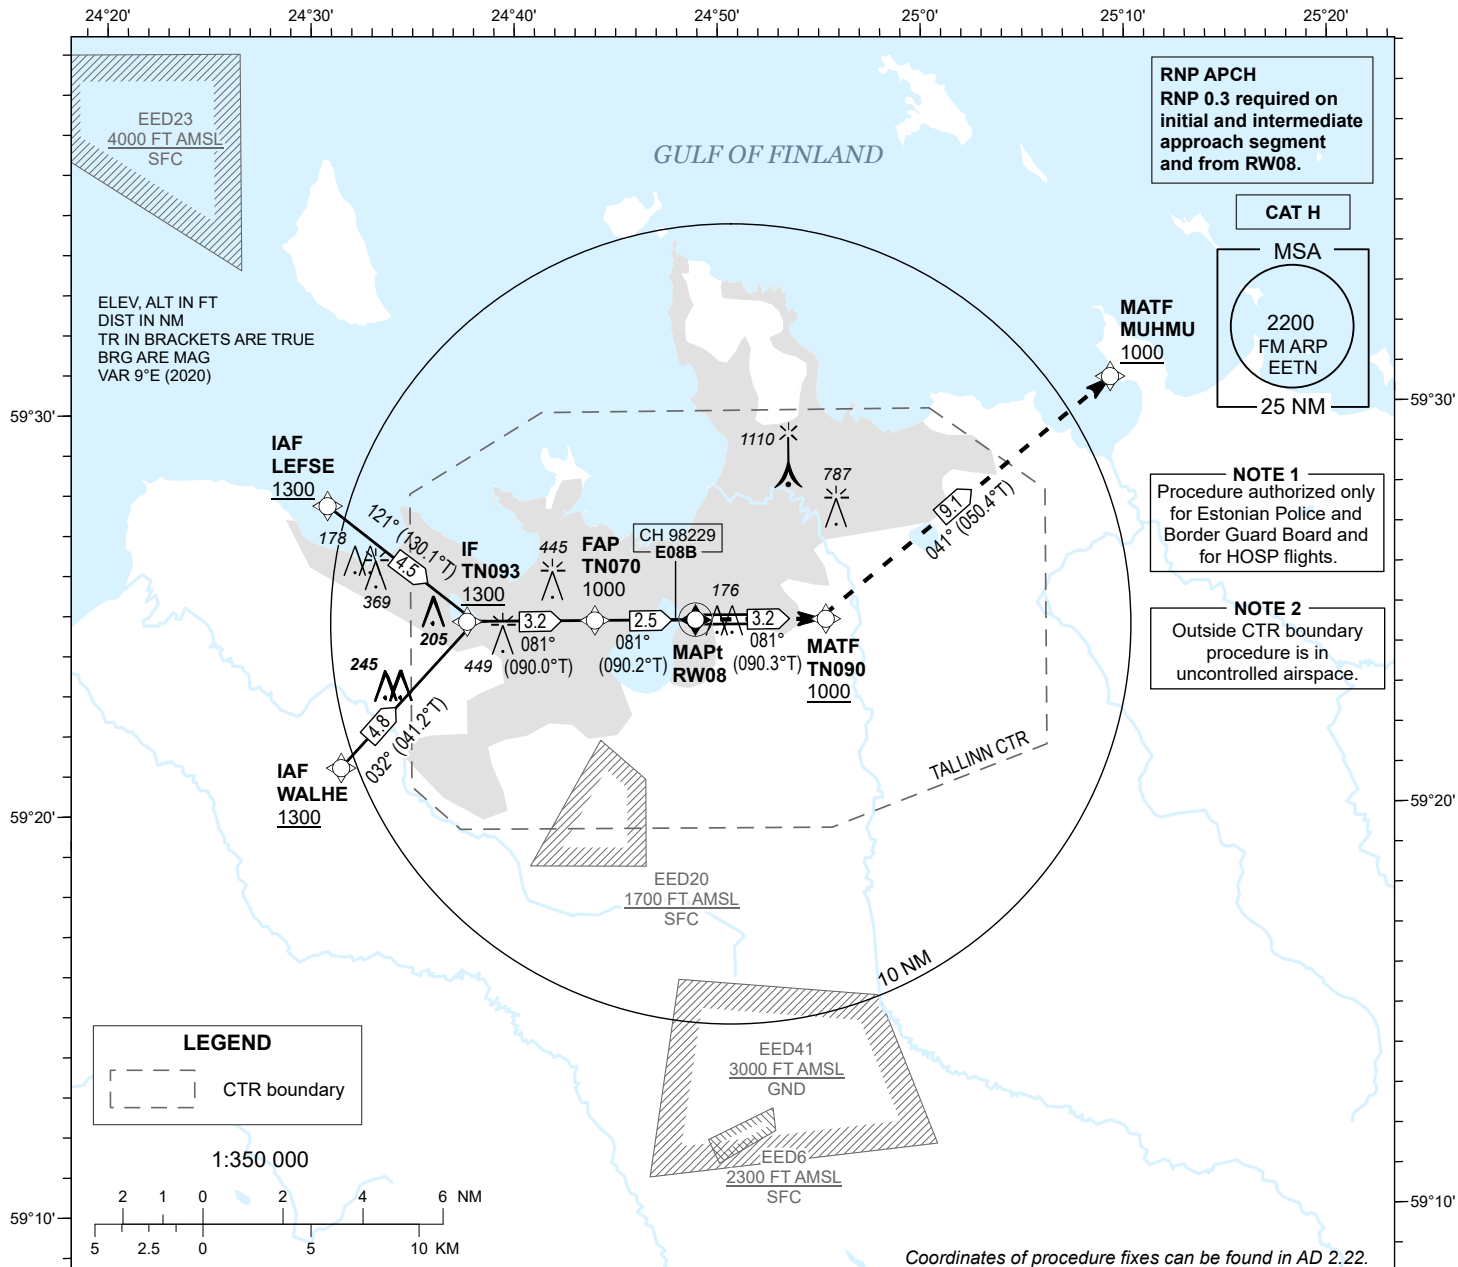 24°20'
24°30'
24°40'
24°50'
25°0'
25°10'
25°20'
RNP APCH
RNP 0.3 required on
initial and intermediate
approach segment
and from RW08.
EED23
4000 FT AMSL
SFC
GULF OF FINLAND
CAT H
MSA
2200
FM ARP
EETN
25 NM
ELEV, ALT IN FT
DIST IN NM
TR IN BRACKETS ARE TRUE
BRG ARE MAG
VAR 9°E (2020)
MATF
MUHMU
1000
59°30'
59°30'
IAF
LEFSE
1300
1110
787
NOTE 1
Procedure authorized only
for Estonian Police and
Border Guard Board and
for HOSP flights.
9.1
041° (050.4°T)
121° (130.1°T)
4.5
178
369
IF
TN093
1300
445
FAP
TN070
1000
CH 98229
E08B
176
205
3.2
081°
(090.0°T)
449
2.5
081°
(090.2°T)
MAPt
RW08
3.2
081°
(090.3°T)
MATF
TN090
1000
NOTE 2
Outside CTR boundary
procedure is in
uncontrolled airspace.
245
4.8
032° (041.2°T)
IAF
WALHE
1300
TALLINN CTR
59°20'
59°20'
EED20
1700 FT AMSL
SFC
10 NM
LEGEND
CTR boundary
EED41
3000 FT AMSL
GND
EED6
2300 FT AMSL
SFC
1:350 000
2 1 0 2 4 6 NM
5 2.5 0 5 10 KM
59°10'
59°10'
Coordinates of procedure fixes can be found in AD 2.22.